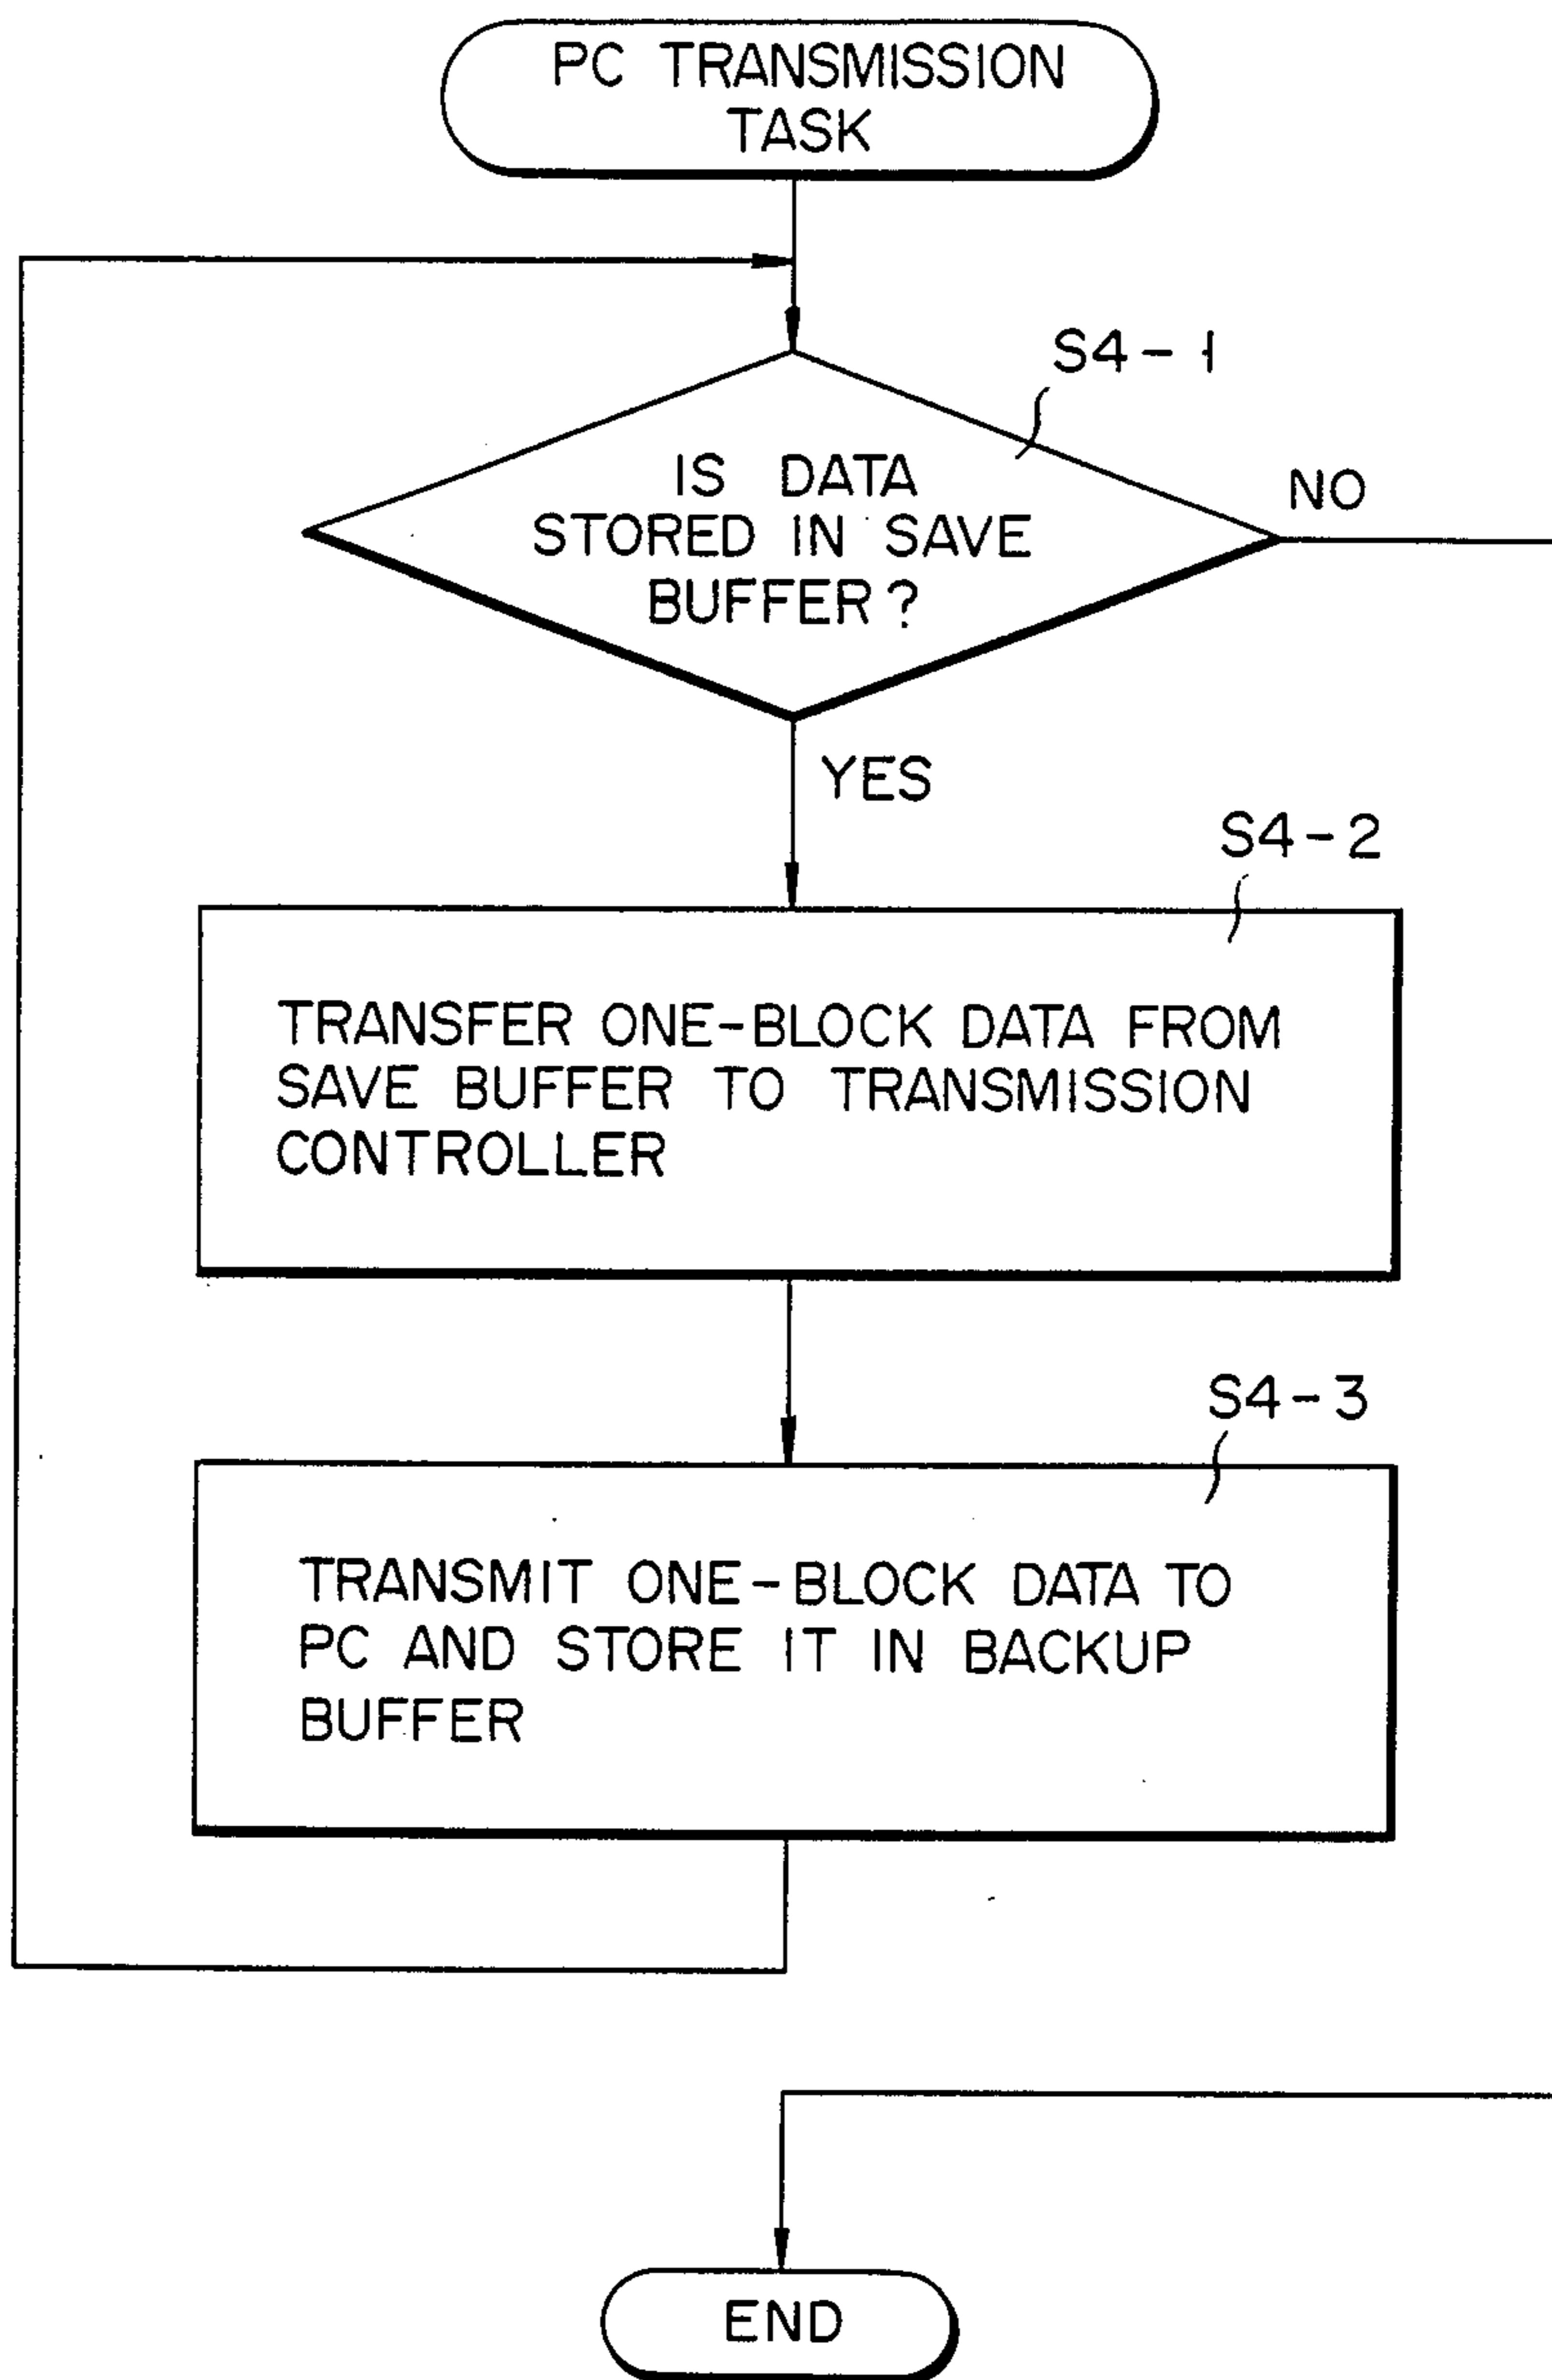 PC TRANSMISSION
TASK
S4-1
IS DATA
STORED IN SAVE
BUFFER?
NO
YES
S4-2
TRANSFER ONE-BLOCK DATA FROM
SAVE BUFFER TO TRANSMISSION
CONTROLLER
S4-3
TRANSMIT ONE-BLOCK DATA TO
PC AND STORE IT IN BACKUP
BUFFER
END